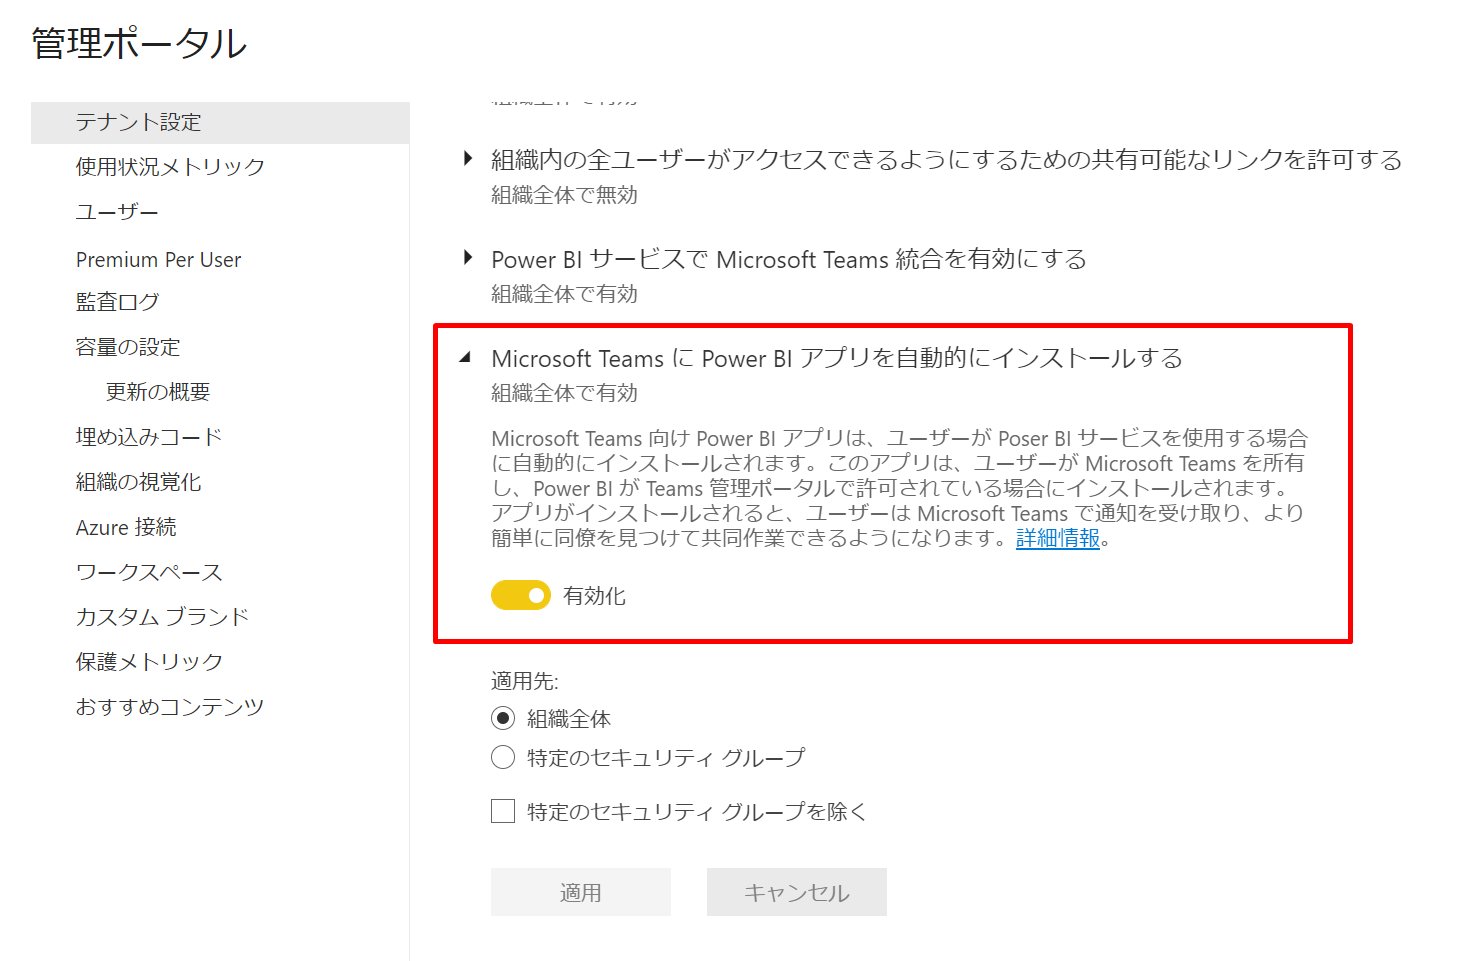 管理ポータル
テナント設定
使用状況メトリック
ユーザー
Premium Per User
監査ログ
容量の設定
更新の概要
埋め込みコード
組織の視覚化
Azure 接続
ワークスペース
カスタム ブランド
保護メトリック
おすすめコンテンツ
組織全体で有効
組織内の全ユーザーがアクセスできるようにするための共有可能なリンクを許可する
組織全体で無効
Power BI サービスで Microsoft Teams 統合を有効にする
組織全体で有効
Microsoft Teams に Power BI アプリを自動的にインストールする
組織全体で有効
Microsoft Teams 向け Power BI アプリは、ユーザーが Poser BI サービスを使用する場合
に自動的にインストールされます。このアプリは、ユーザーが Microsoft Teams を所有
し、Power BI が Teams 管理ポータルで許可されている場合にインストールされます。
アプリがインストールされると、ユーザーは Microsoft Teams で通知を受け取り、より
簡単に同僚を見つけて共同作業できるようになります。詳細情報。
有効化
適用先:
組織全体
特定のセキュリティ グループ
特定のセキュリティ グループを除く
適用
キャンセル